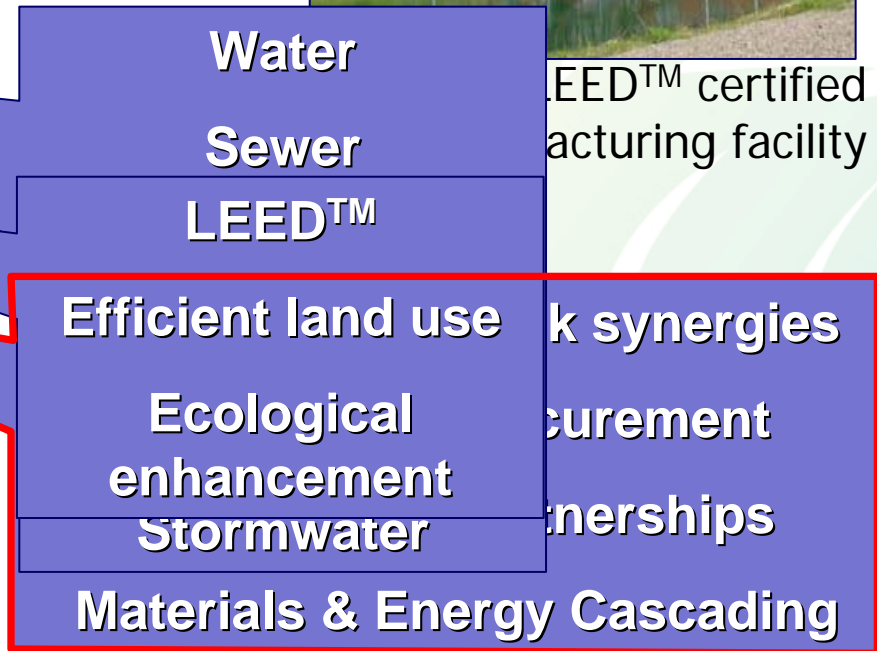 Water
LEED™ certified
Sewer
acturing facility
LEED™
Efficient land use
k synergies
Ecological
curement
enhancement
Stormwater
tnerships
Materials & Energy Cascading